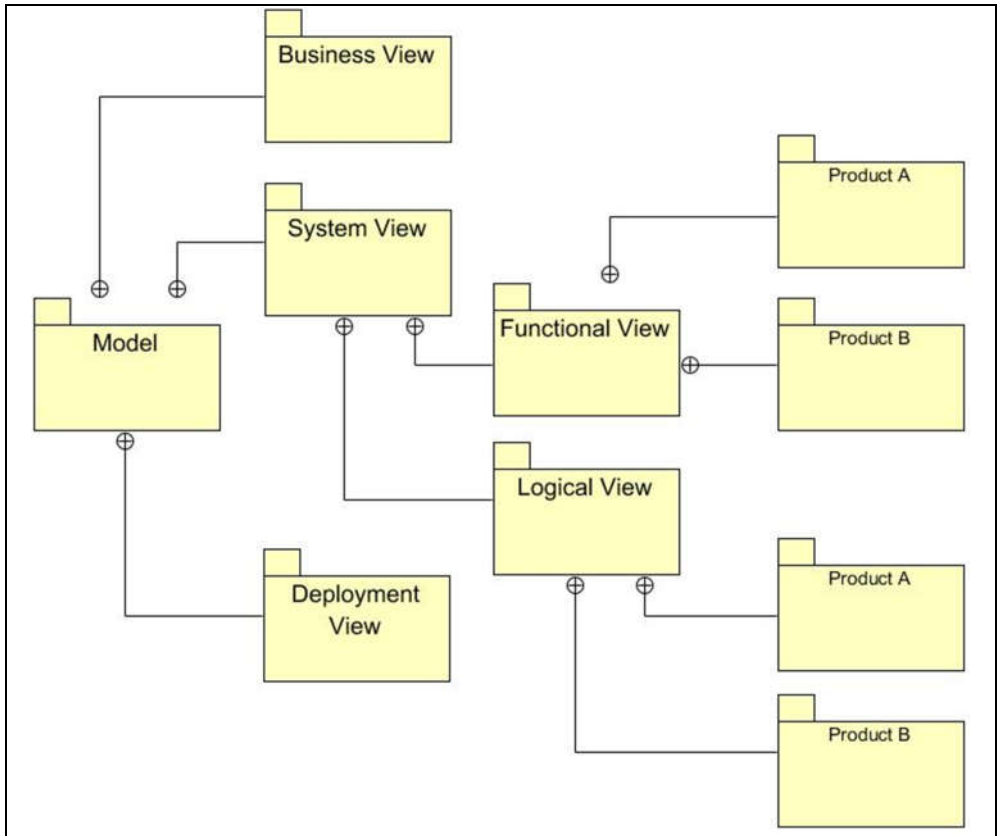 Business View
System View
Model
Deployment
View
Functional View
Logical View
Product A
Product B
Product A
Product B